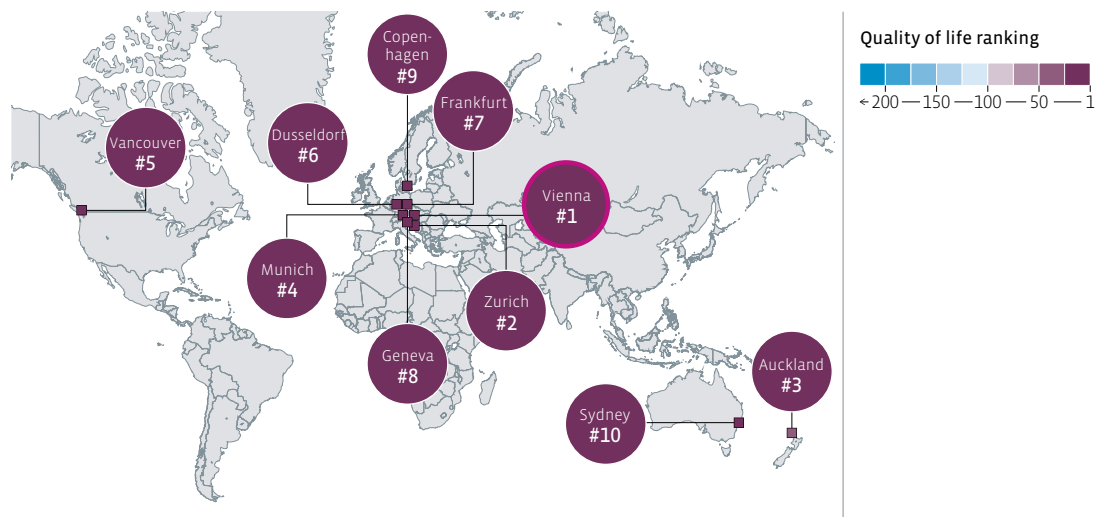 Quality of life ranking
←200—150—100—50—1
Copen-
hagen
#9
Frankfurt
#7
Dusseldorf
#6
Vancouver
#5
Vienna
#1
Munich
#4
Zurich
#2
Geneva
#8
Auckland
#3
Sydney
#10